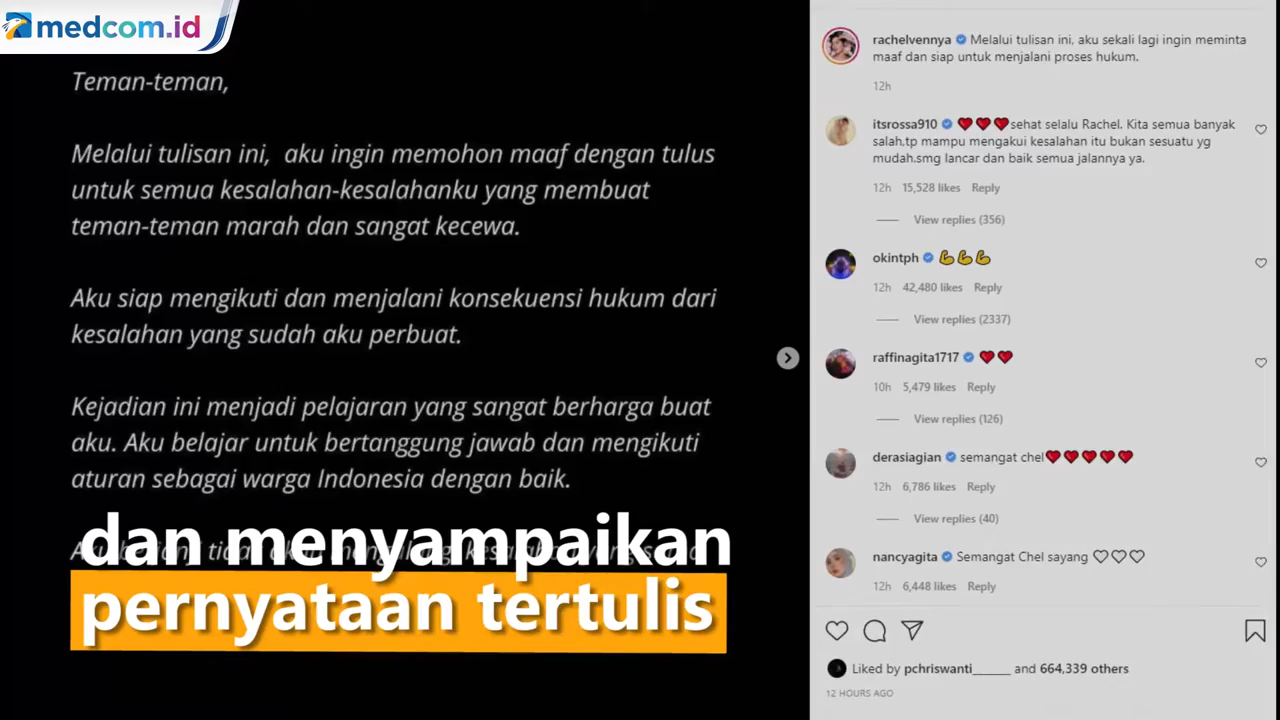 medcom.id
Teman-teman,
Melalui tulisan ini, aku ingin memohon maaf dengan tulus
untuk semua kesalahan-kesalahanku yang membuat
teman-teman marah dan sangat kecewa.
Aku siap mengikuti dan menjalani konsekuensi hukum dari
kesalahan yang sudah aku perbuat.
Kejadian ini menjadi pelajaran yang sangat berharga buat
aku. Aku belajar untuk bertanggung jawab dan mengikuti
aturan sebagai warga Indonesia dengan baik.
dan menyampaikan
pernyataan tertulis
rachelvennya Melalui tulisan ini, aku sekali lagi ingin meminta
maaf dan siap untuk menjalani proses hukum.
12h
itsrossa910 ❤❤❤sehat selalu Rachel. Kita semua banyak
salah,tp mampu mengakui kesalahan itu bukan sesuatu yg
mudah.smg lancar dan baik semua jalannya ya.
12h 15,528 likes Reply
View replies (356)
okintph 💪💪💪
12h 42,480 likes Reply
View replies (2337)
raffinagita1717 ❤❤
10h 5,479 likes Reply
View replies (126)
derasiagian semangat chel❤❤❤❤❤
12h 6,786 likes Reply
View replies (40)
nancyagita Semangat Chel sayang ♡♡♡
12h 6,448 likes Reply
Liked by pchriswanti______ and 664,339 others
12 HOURS AGO